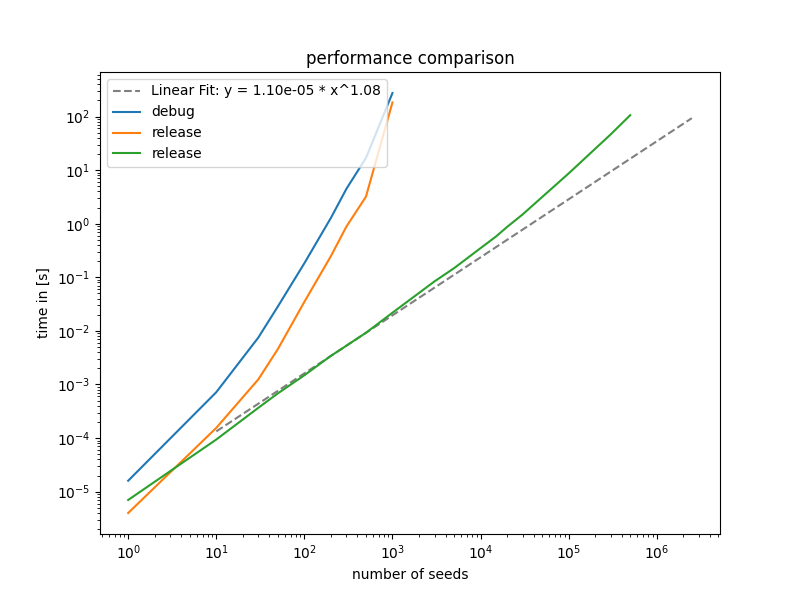 performance comparison
Linear Fit: y = 1.10e-05 * x^1.08
debug
release
release
10^2
10^1
10^0
10^-1
10^-2
10^-3
10^-4
10^-5
time in [s]
10^0 10^1 10^2 10^3 10^4 10^5 10^6
number of seeds